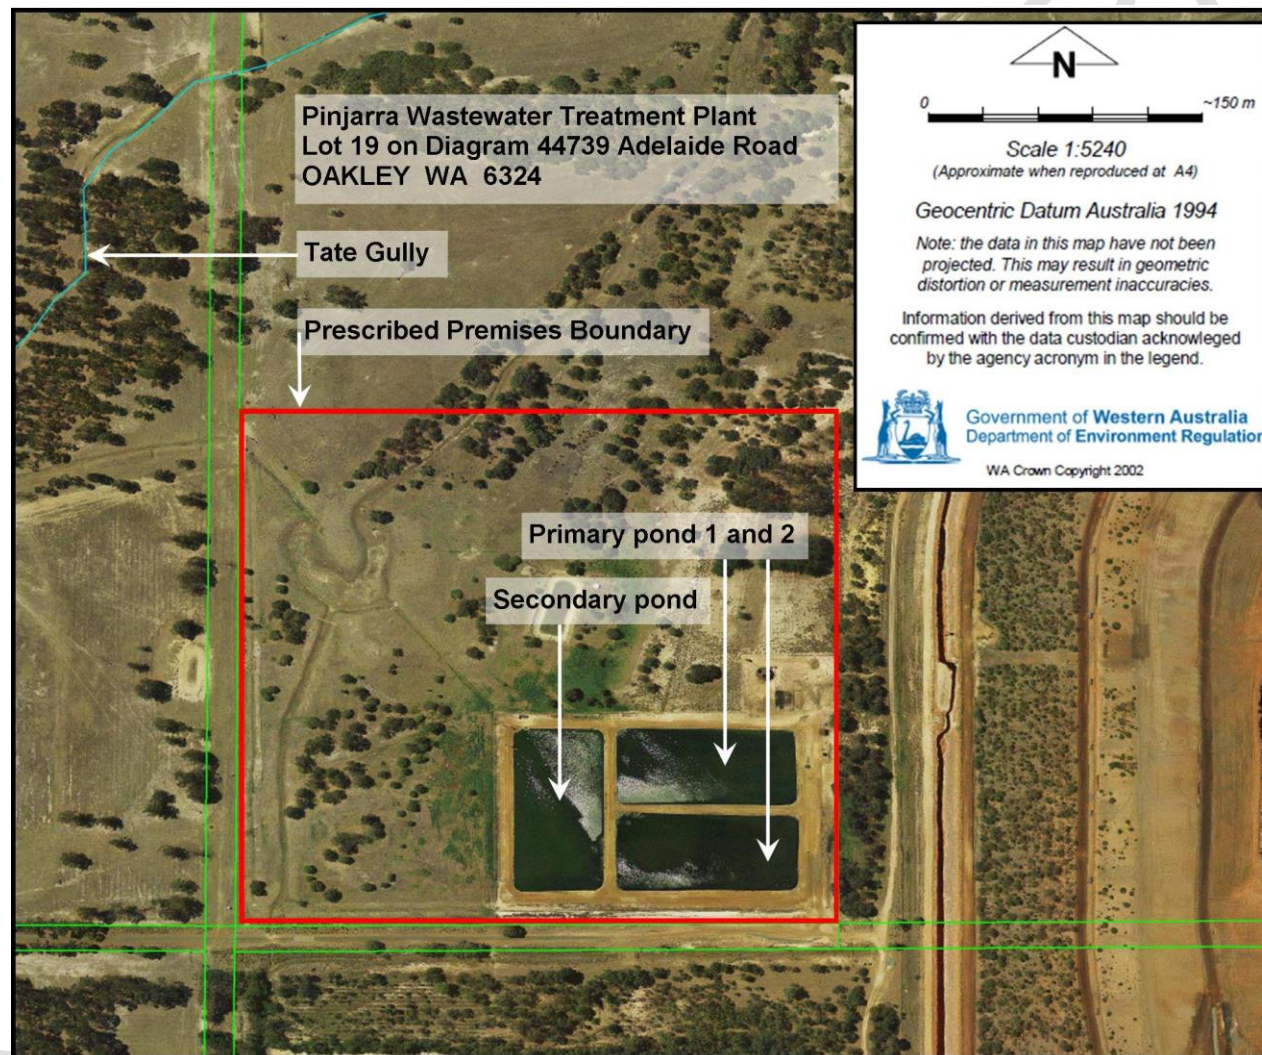 Pinjarra Wastewater Treatment Plant
Lot 19 on Diagram 44739 Adelaide Road
OAKLEY WA 6324
Tate Gully
Prescribed Premises Boundary
Primary pond 1 and 2
Secondary pond
N
0 ~150 m
Scale 1:5240
(Approximate when reproduced at A4)
Geocentric Datum Australia 1994
Note: the data in this map have not been
projected. This may result in geometric
distortion or measurement inaccuracies.
Information derived from this map should be
confirmed with the data custodian acknowleged
by the agency acronym in the legend.
Government of Western Australia
Department of Environment Regulation
WA Crown Copyright 2002